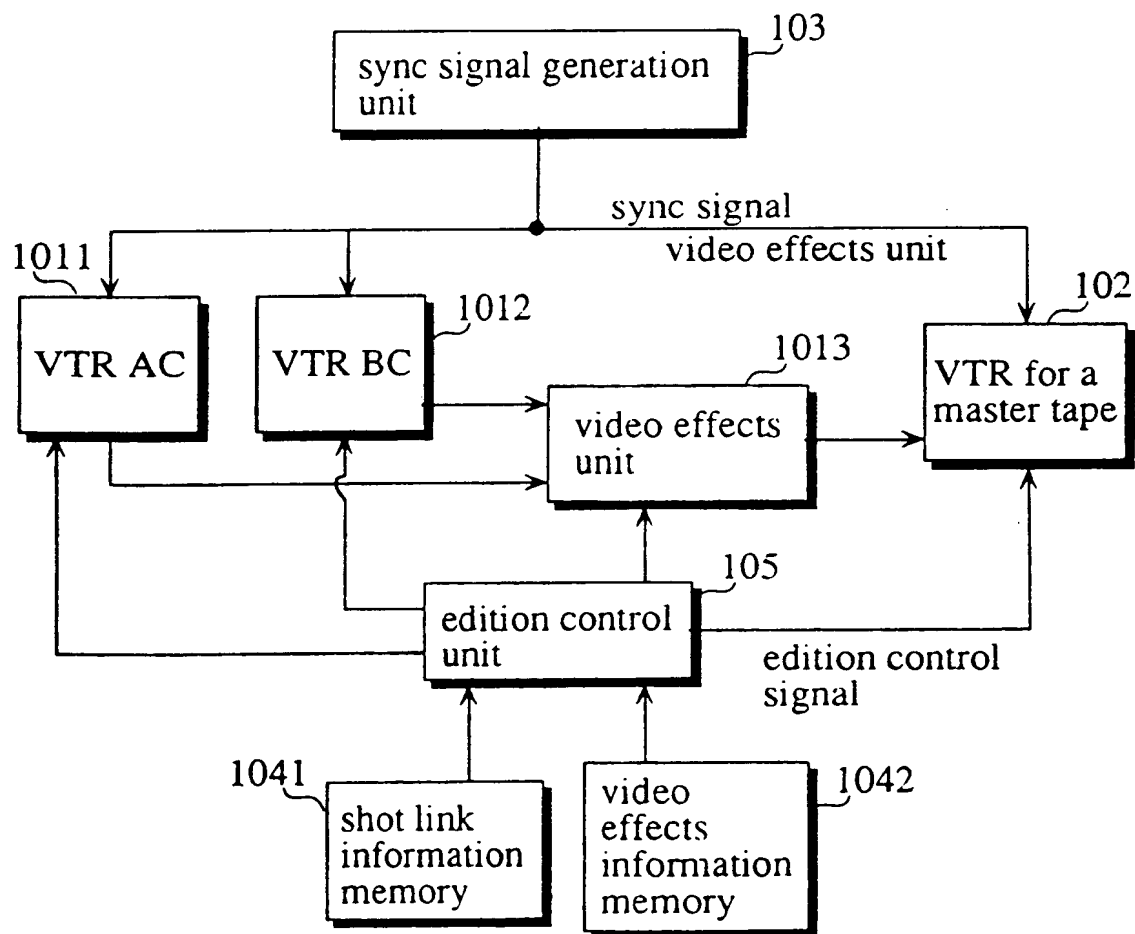 103
sync signal generation
unit
sync signal
video effects unit
1011
1012
102
VTR AC
VTR BC
1013
VTR for a
master tape
video effects
unit
105
edition control
unit
edition control
signal
1041
1042
shot link
information
memory
video
effects
information
memory